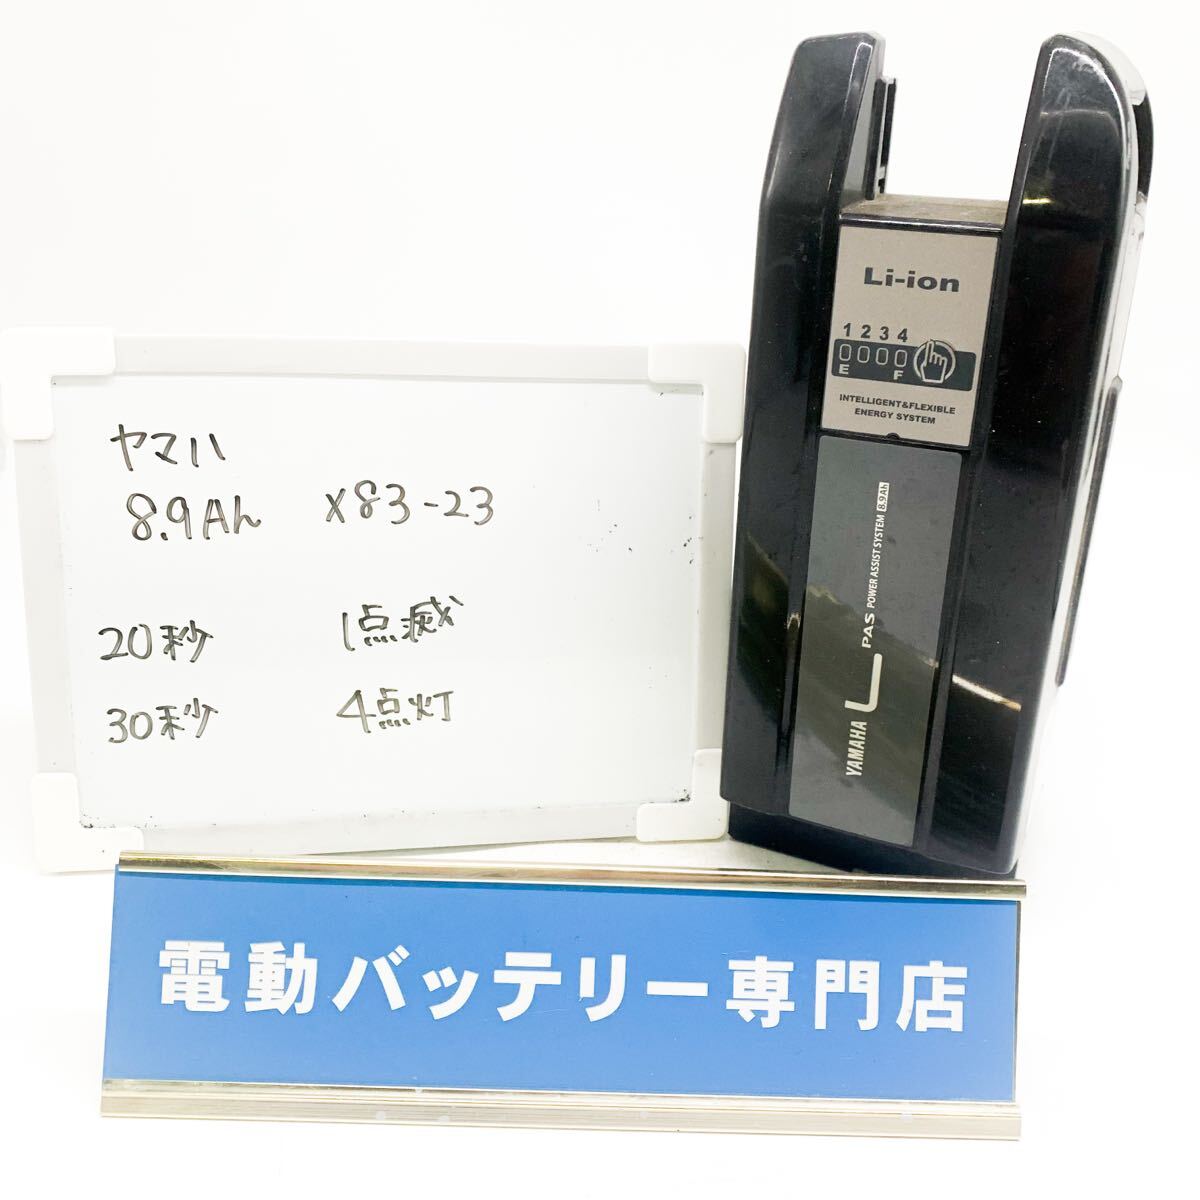 ヤマハ
8.9Ah X83-23
20秒 1点滅
30秒 4点灯
Li-ion
1 2 3 4
E F
INTELLIGENT&FLEXIBLE
ENERGY SYSTEM
YAMAHA L PAS POWER ASSIST SYSTEM 8.9Ah
電動バッテリー専門店